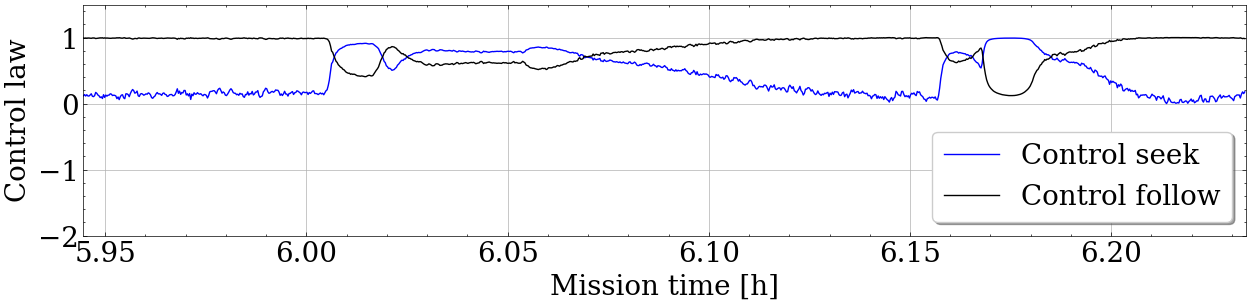 Control law
1
0
−1
−2
5.95 6.00 6.05 6.10 6.15 6.20
Mission time [h]
Control seek
Control follow